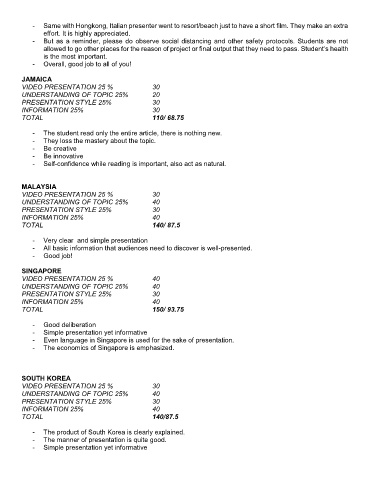 - Same with Hongkong, Italian presenter went to resort/beach just to have a short film. They make an extra
effort. It is highly appreciated.
- But as a reminder, please do observe social distancing and other safety protocols. Students are not
allowed to go other places for the reason of project or final output that they need to pass. Student's health
is the most important.
- Overall, good job to all of you!
JAMAICA
VIDEO PRESENTATION 25 % 30
UNDERSTANDING OF TOPIC 25% 20
PRESENTATION STYLE 25% 30
INFORMATION 25% 30
TOTAL 110/ 68.75
- The student read only the entire article, there is nothing new.
- They loss the mastery about the topic.
- Be creative
- Be innovative
- Self-confidence while reading is important, also act as natural.
MALAYSIA
VIDEO PRESENTATION 25 % 30
UNDERSTANDING OF TOPIC 25% 40
PRESENTATION STYLE 25% 30
INFORMATION 25% 40
TOTAL 140/ 87.5
- Very clear and simple presentation
- All basic information that audiences need to discover is well-presented.
- Good job!
SINGAPORE
VIDEO PRESENTATION 25 % 40
UNDERSTANDING OF TOPIC 25% 40
PRESENTATION STYLE 25% 30
INFORMATION 25% 40
TOTAL 150/ 93.75
- Good deliberation
- Simple presentation yet informative
- Even language in Singapore is used for the sake of presentation.
- The economics of Singapore is emphasized.
SOUTH KOREA
VIDEO PRESENTATION 25 % 30
UNDERSTANDING OF TOPIC 25% 40
PRESENTATION STYLE 25% 30
INFORMATION 25% 40
TOTAL 140/87.5
- The product of South Korea is clearly explained.
- The manner of presentation is quite good.
- Simple presentation yet informative